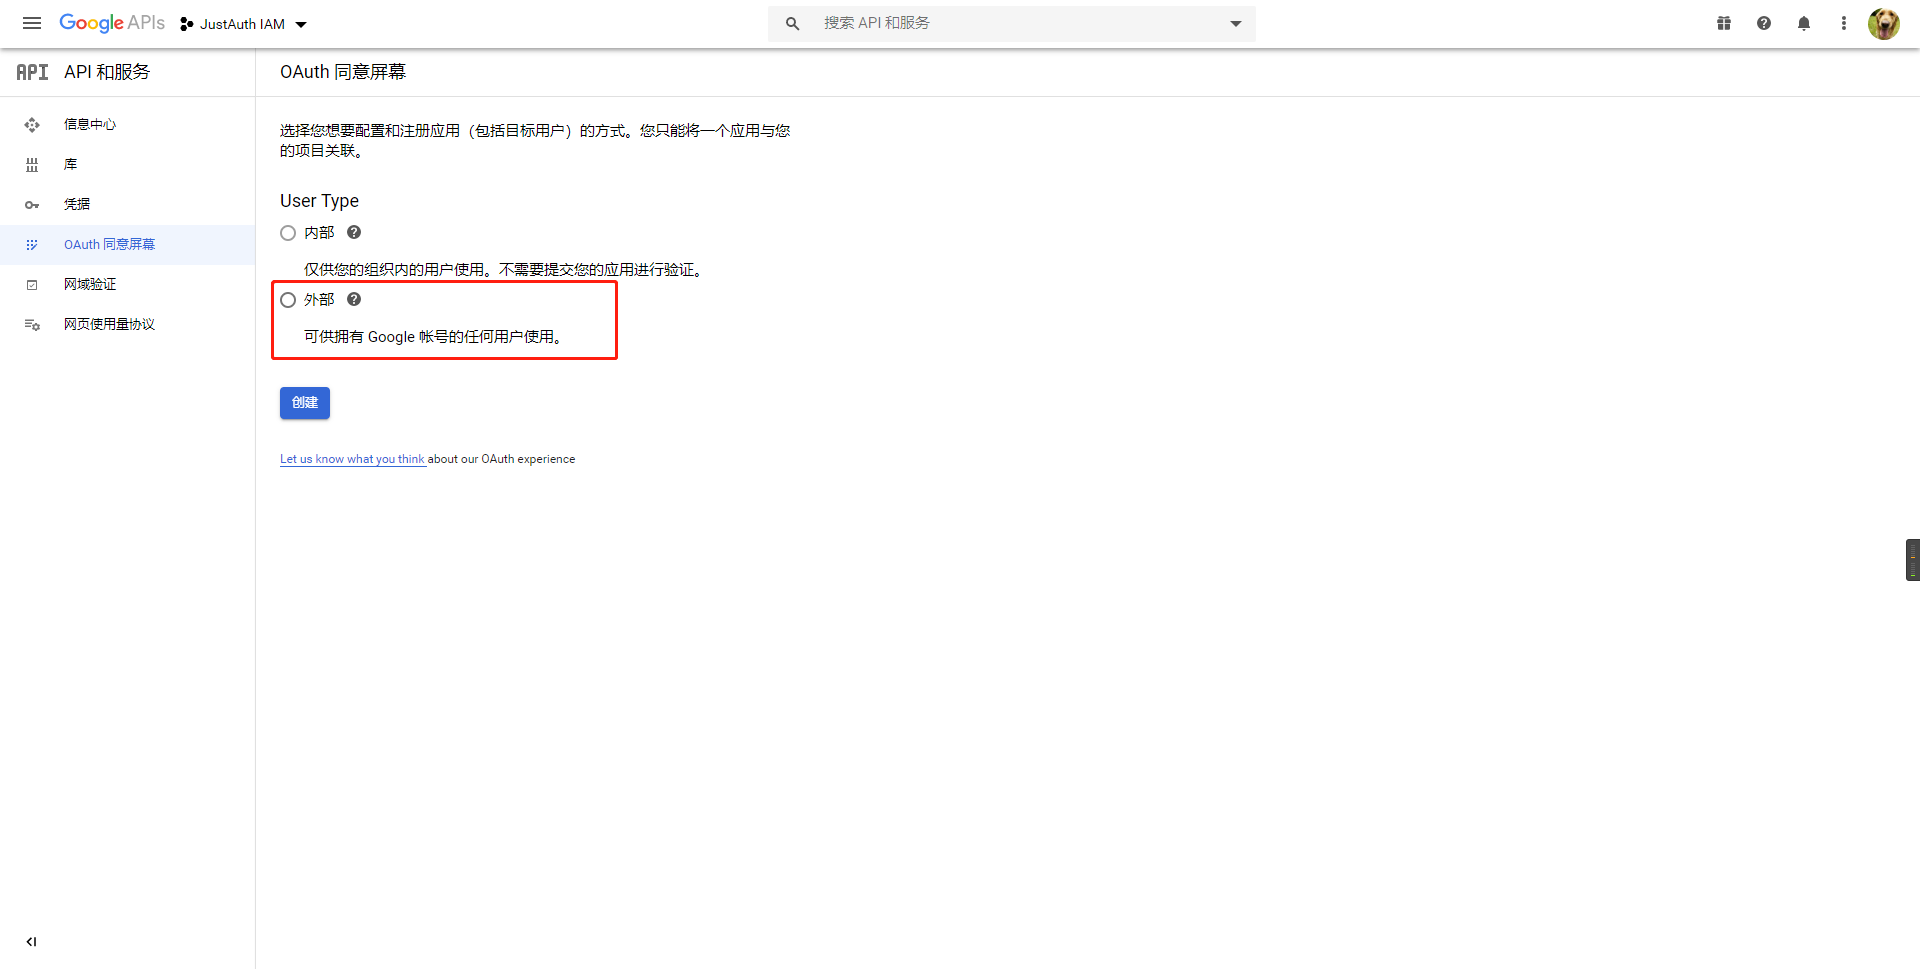 Google APIs
JustAuth IAM
搜索 API 和服务
API
API 和服务
OAuth 同意屏幕
信息中心
库
凭据
OAuth 同意屏幕
网域验证
网页使用量协议
选择您想要配置和注册应用（包括目标用户）的方式。您只能将一个应用与您
的项目关联。
User Type
内部
仅供您的组织内的用户使用。不需要提交您的应用进行验证。
外部
可供拥有 Google 帐号的任何用户使用。
创建
Let us know what you think about our OAuth experience